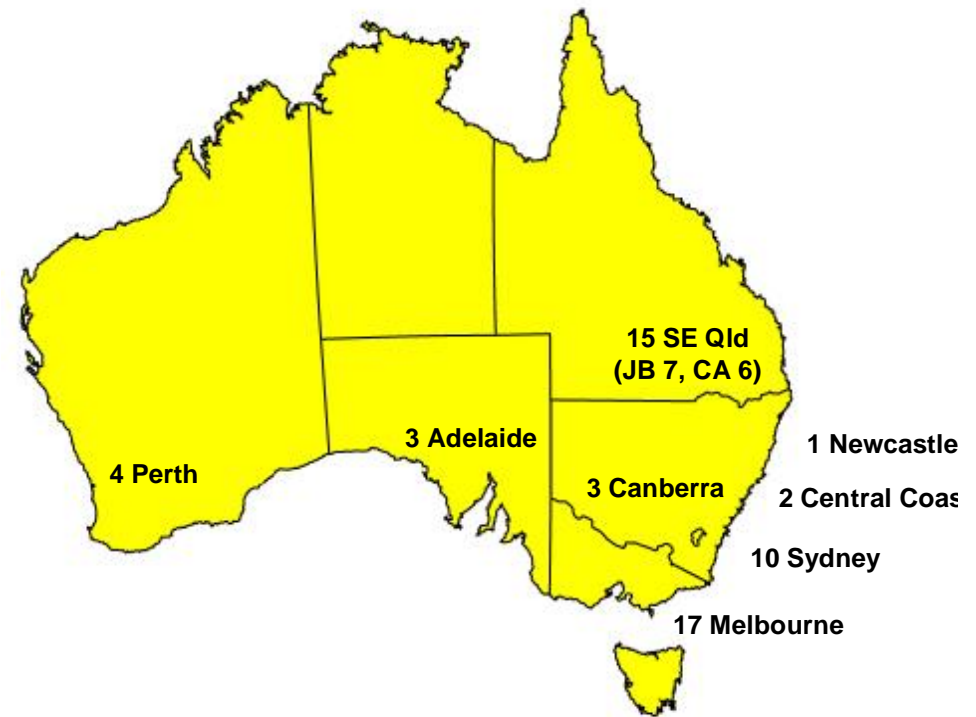 15 SE Qld
(JB 7, CA 6)
3 Adelaide
1 Newcastle
4 Perth
3 Canberra
2 Central Coas
10 Sydney
17 Melbourne